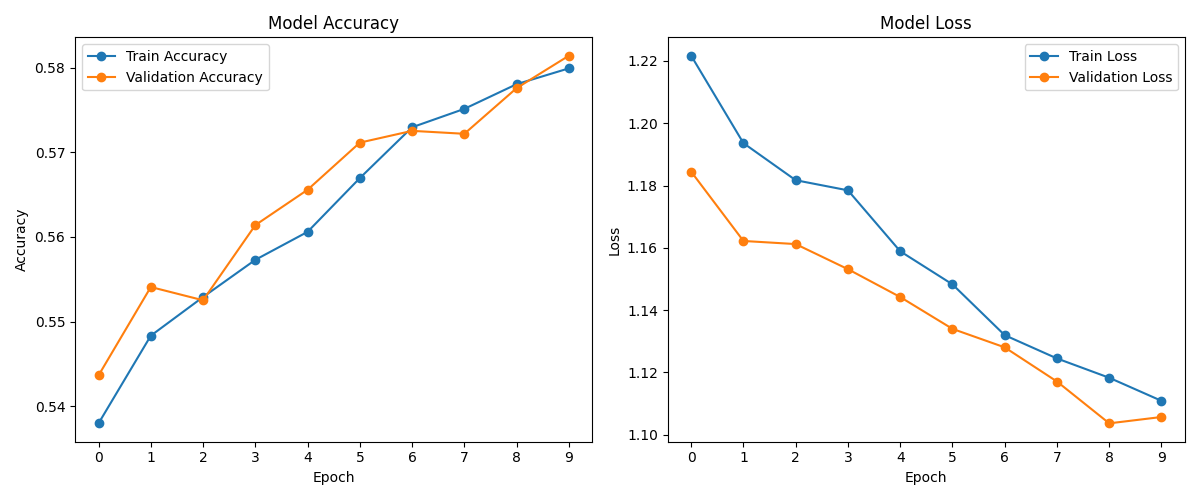 Model Accuracy
Train Accuracy
Validation Accuracy
0.58
0.57
0.56
0.55
0.54
Accuracy
0 1 2 3 4 5 6 7 8 9
Epoch
Model Loss
Train Loss
Validation Loss
1.22
1.20
1.18
1.16
1.14
1.12
1.10
Loss
0 1 2 3 4 5 6 7 8 9
Epoch